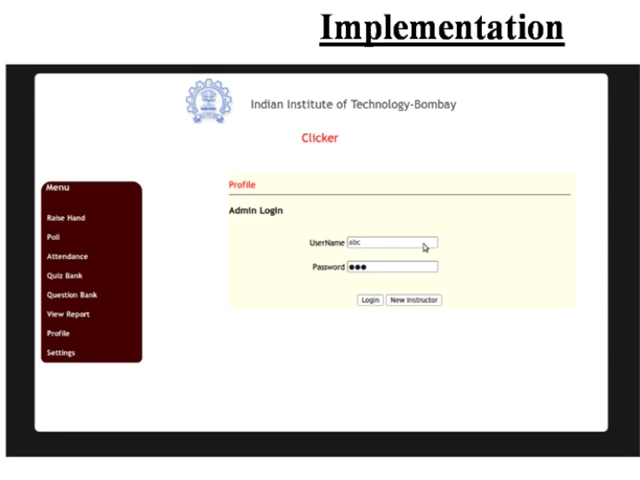 Implementation
Indian Institute of Technology-Bombay
Clicker
Menu
Raise Hand
Poll
Attendance
Quiz Bank
Question Bank
View Report
Profile
Settings
Profile
Admin Login
UserName abc
Password ●●●
Login New Instructor